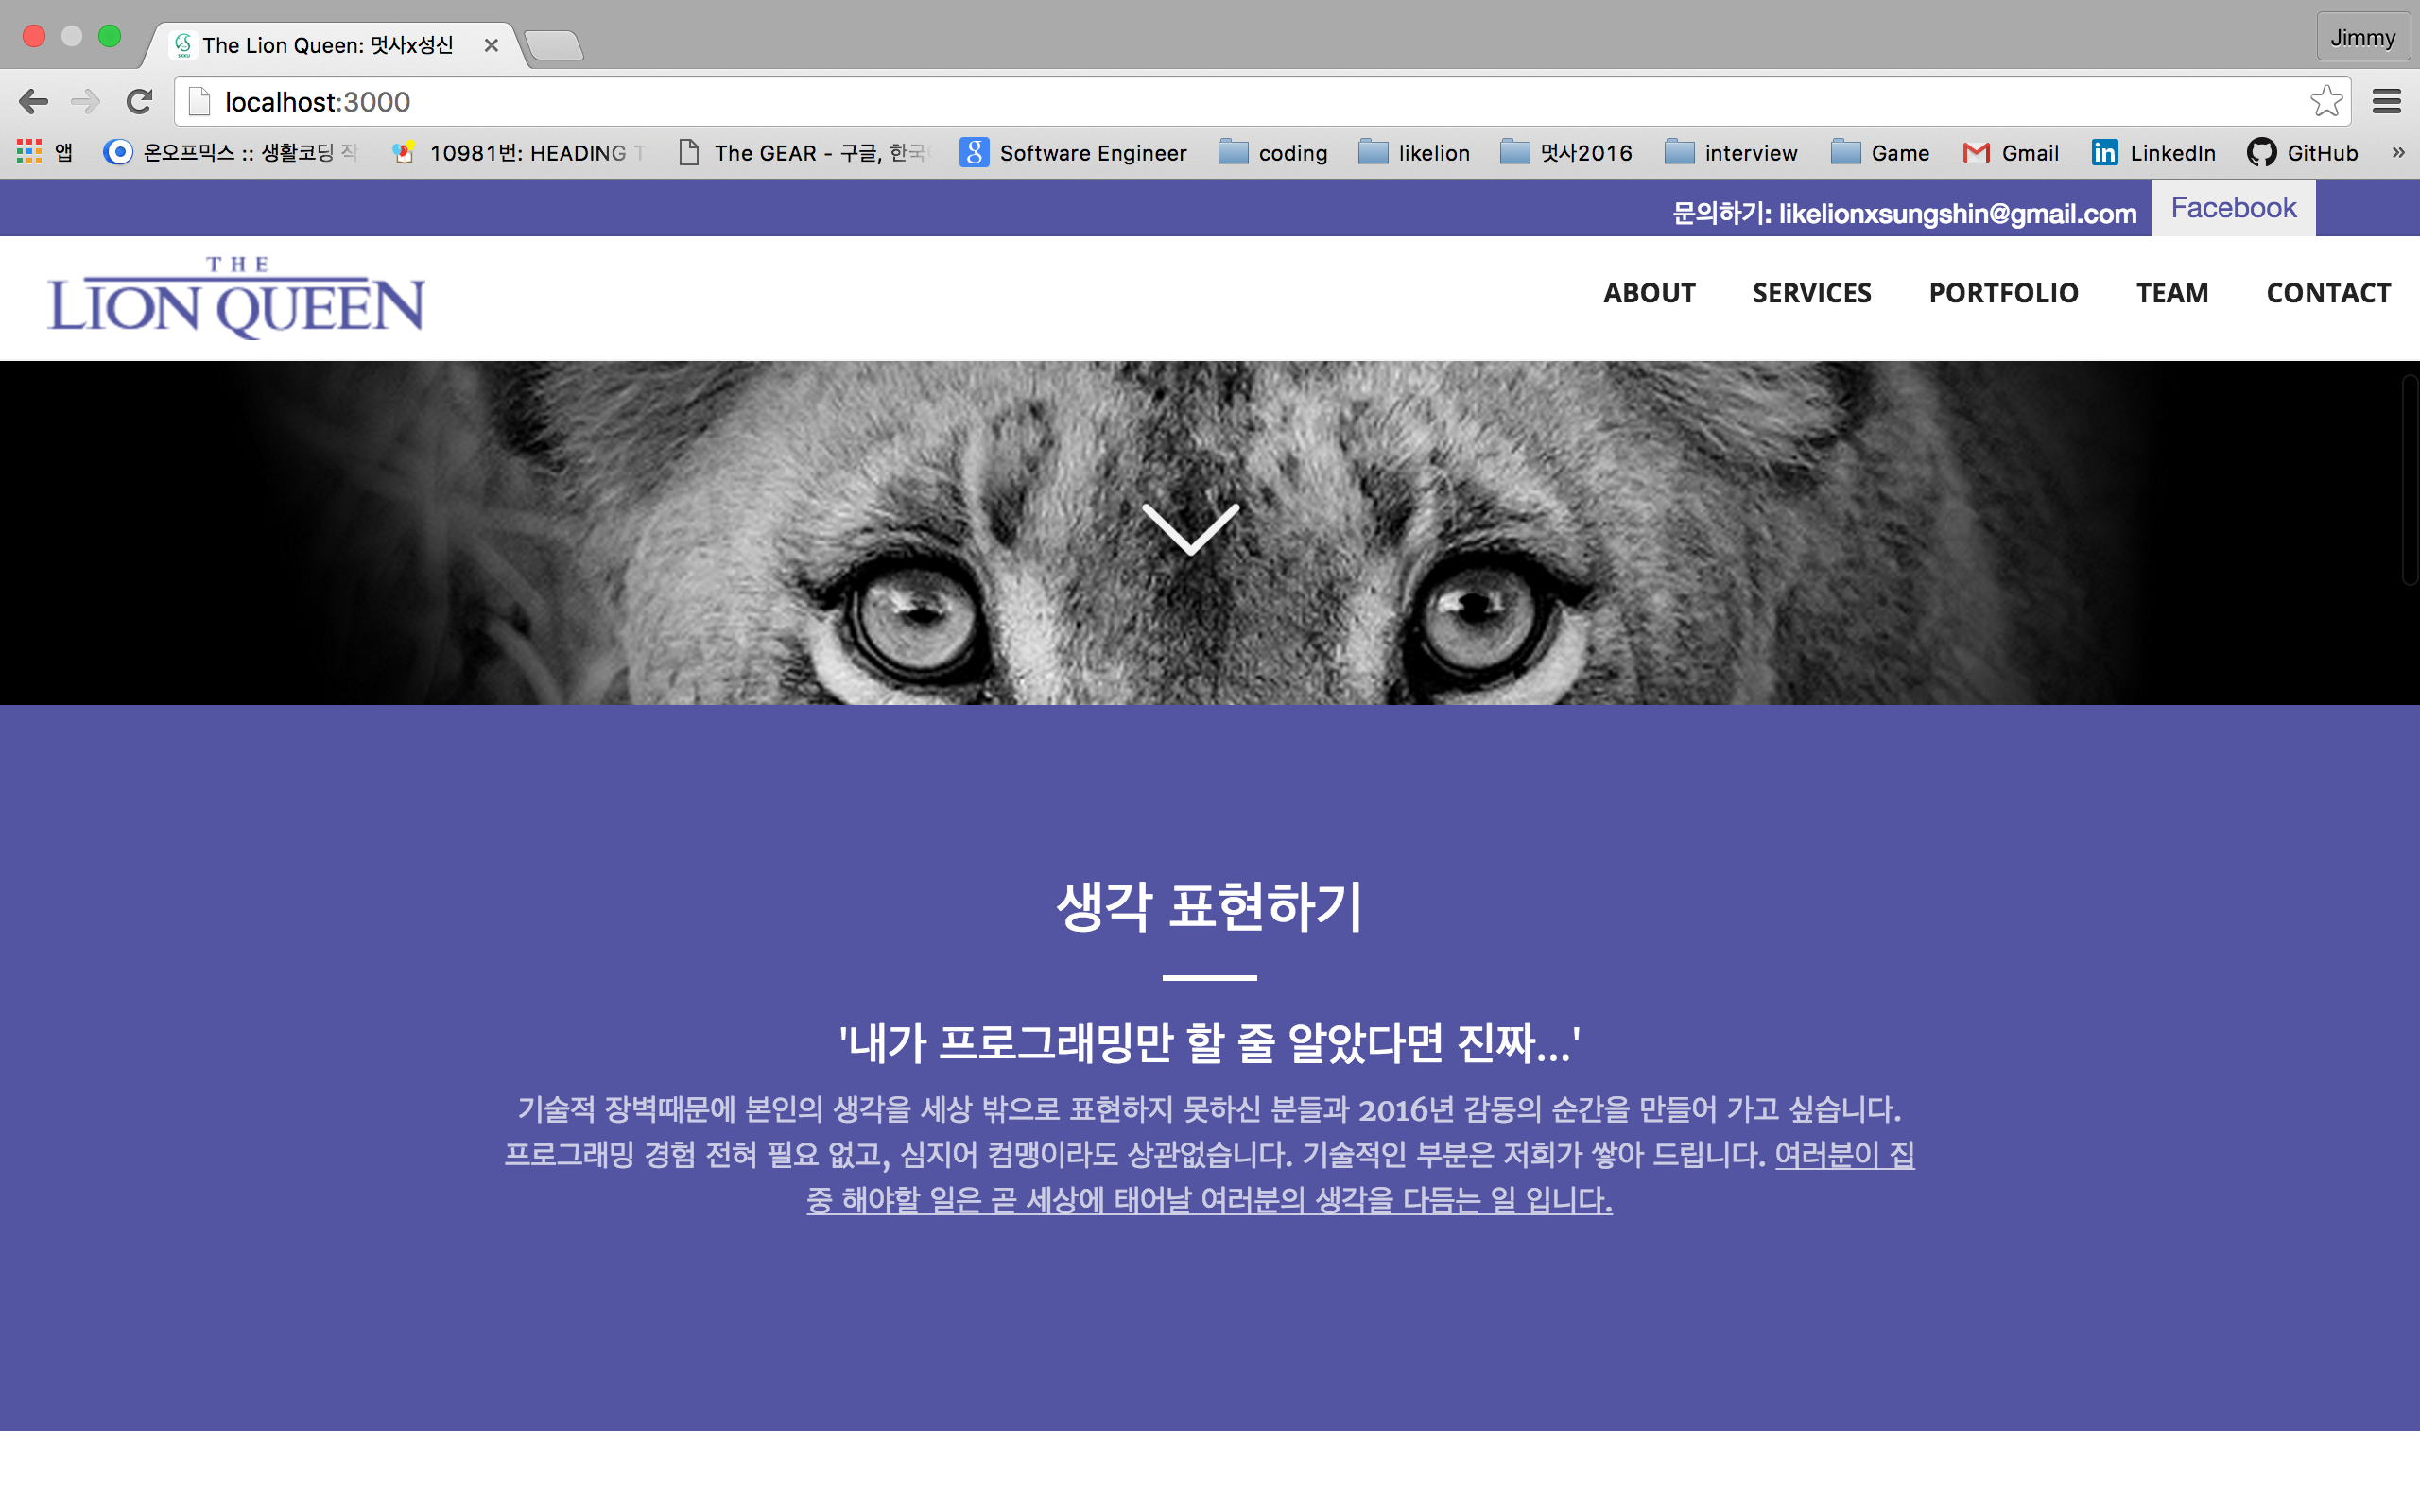 The Lion Queen: 멋사x성신
Jimmy
localhost:3000
앱 온오프믹스 :: 생활코딩 작 10981번: HEADING T The GEAR - 구글, 한국 Software Engineer coding likelion 멋사2016 interview Game Gmail LinkedIn GitHub »
문의하기: likelionxsungshin@gmail.com Facebook
THE
LION QUEEN
ABOUT SERVICES PORTFOLIO TEAM CONTACT
생각 표현하기
'내가 프로그래밍만 할 줄 알았다면 진짜...'
기술적 장벽때문에 본인의 생각을 세상 밖으로 표현하지 못하신 분들과 2016년 감동의 순간을 만들어 가고 싶습니다.
프로그래밍 경험 전혀 필요 없고, 심지어 컴맹이라도 상관없습니다. 기술적인 부분은 저희가 쌓아 드립니다. 여러분이 집
중 해야할 일은 곧 세상에 태어날 여러분의 생각을 다듬는 일 입니다.